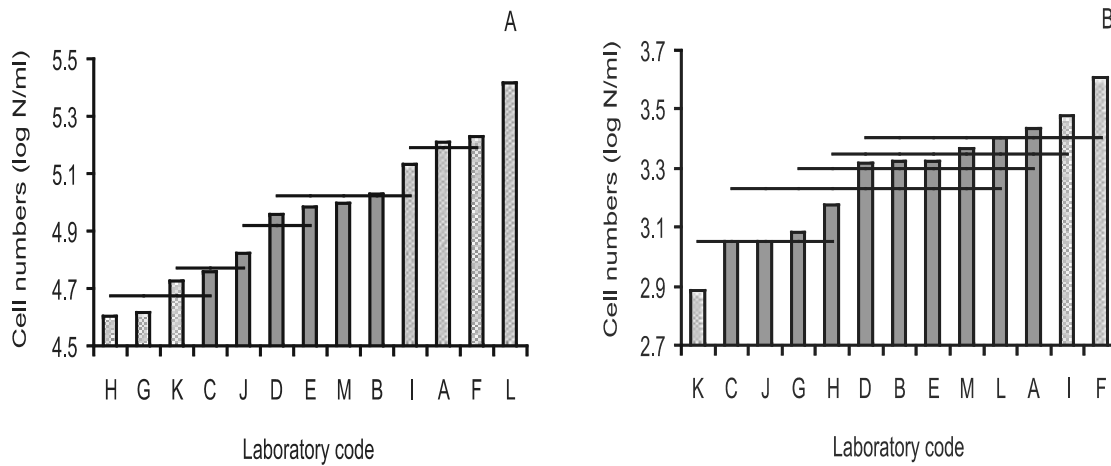 A
Cell numbers (log N/ml)
5.5
5.3
5.1
4.9
4.7
4.5
H G K C J D E M B I A F L
Laboratory code
B
Cell numbers (log N/ml)
3.7
3.5
3.3
3.1
2.9
2.7
K C J G H D B E M L A I F
Laboratory code